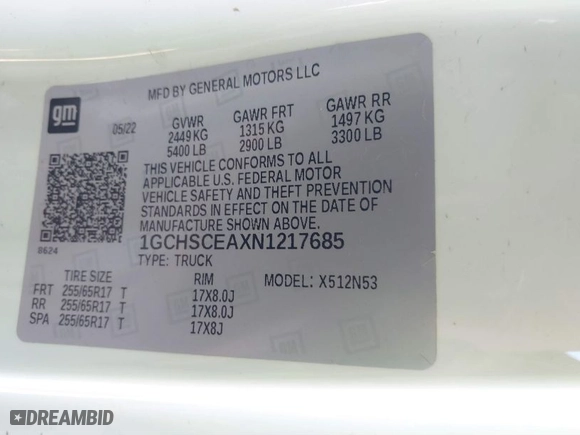 MFD BY GENERAL MOTORS LLC
gm
05/22
GVWR GAWR FRT GAWR RR
2449 KG 1315 KG 1497 KG
5400 LB 2900 LB 3300 LB
THIS VEHICLE CONFORMS TO ALL
APPLICABLE U.S. FEDERAL MOTOR
VEHICLE SAFETY AND THEFT PREVENTION
STANDARDS IN EFFECT ON THE DATE OF
MANUFACTURE SHOWN ABOVE.
8624
1GCHSCEAXN1217685
TYPE: TRUCK
TIRE SIZE RIM MODEL: X512N53
FRT 255/65R17 T 17X8.0J
RR 255/65R17 T 17X8.0J
SPA 255/65R17 T 17X8J
DREAMBID